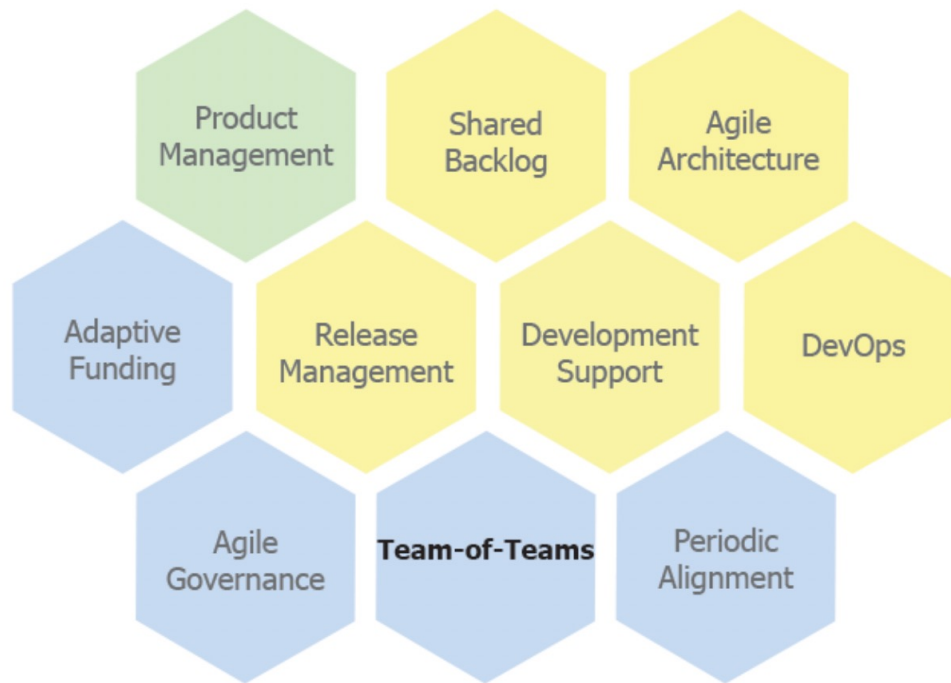 Product
Management
Shared
Backlog
Agile
Architecture
Adaptive
Funding
Release
Management
Development
Support
DevOps
Agile
Governance
Team-of-Teams
Periodic
Alignment